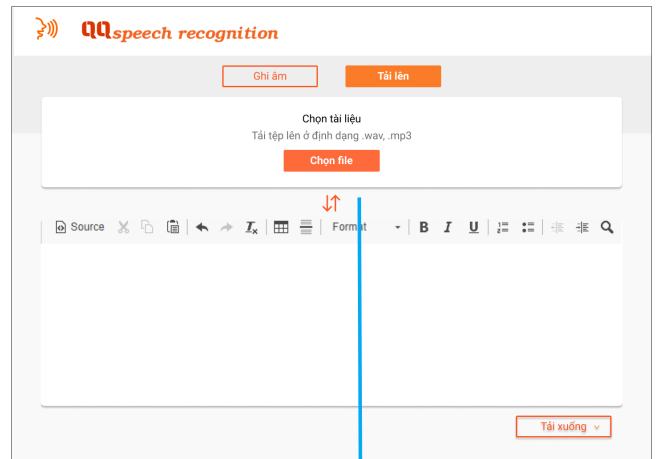 qq speech recognition
Ghi âm Tải lên
Chọn tài liệu
Tải tệp lên ở định dạng .wav, .mp3
Chọn file
Source Format B I U
Tải xuống